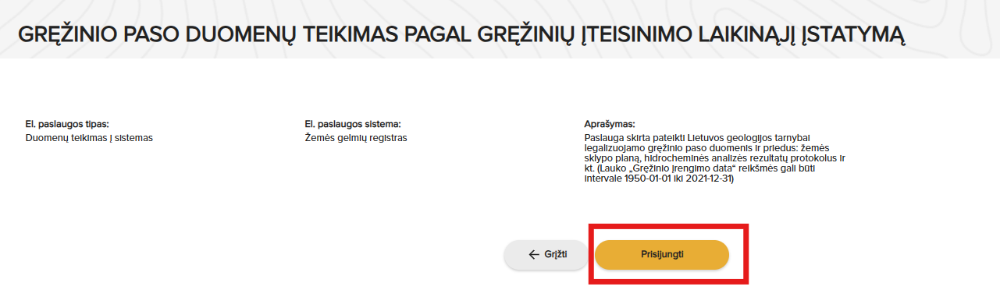 GRĘŽINIO PASO DUOMENŲ TEIKIMAS PAGAL GRĘŽINIŲ ĮTEISINIMO LAIKINĄJĮ ĮSTATYMĄ
El. paslaugos tipas:
Duomenų teikimas į sistemas
El. paslaugos sistema:
Žemės gelmių registras
Aprašymas:
Paslauga skirta pateikti Lietuvos geologijos tarnybai
legalizuojamo gręžinio paso duomenis ir priedus: žemės
sklypo planą, hidrocheminės analizės rezultatų protokolus ir
kt. (Lauko „Gręžinio įrengimo data“ reikšmės gali būti
intervale 1950-01-01 iki 2021-12-31)
← Grįžti
Prisijungti